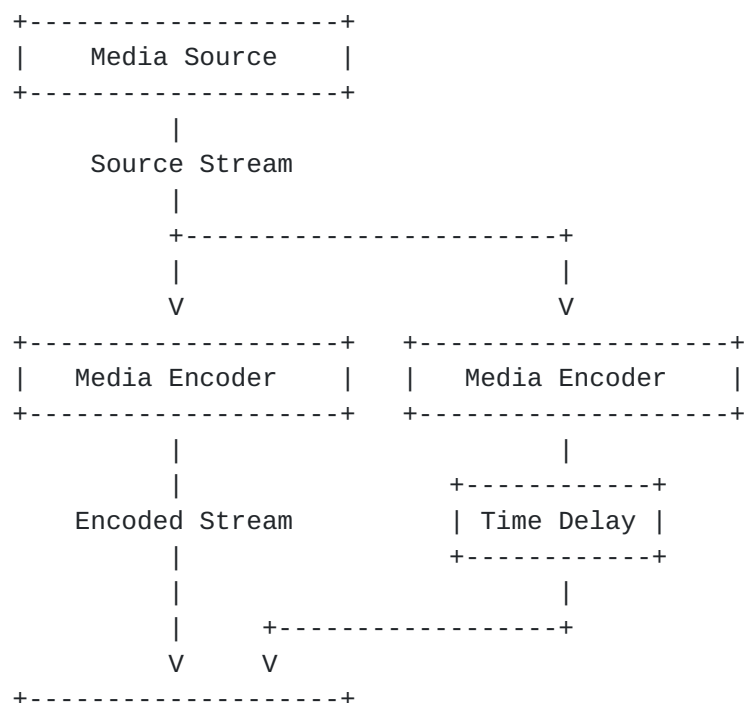 +--------------------+
|    Media Source    |
+--------------------+
          |
     Source Stream
          |
          +------------------------+
          |                        |
          V                        V
+--------------------+   +--------------------+
|   Media Encoder    |   |   Media Encoder    |
+--------------------+   +--------------------+
          |                        |
          |                 +------------+
    Encoded Stream          | Time Delay |
          |                 +------------+
          |                        |
          |     +------------------+
          V     V
+--------------------+